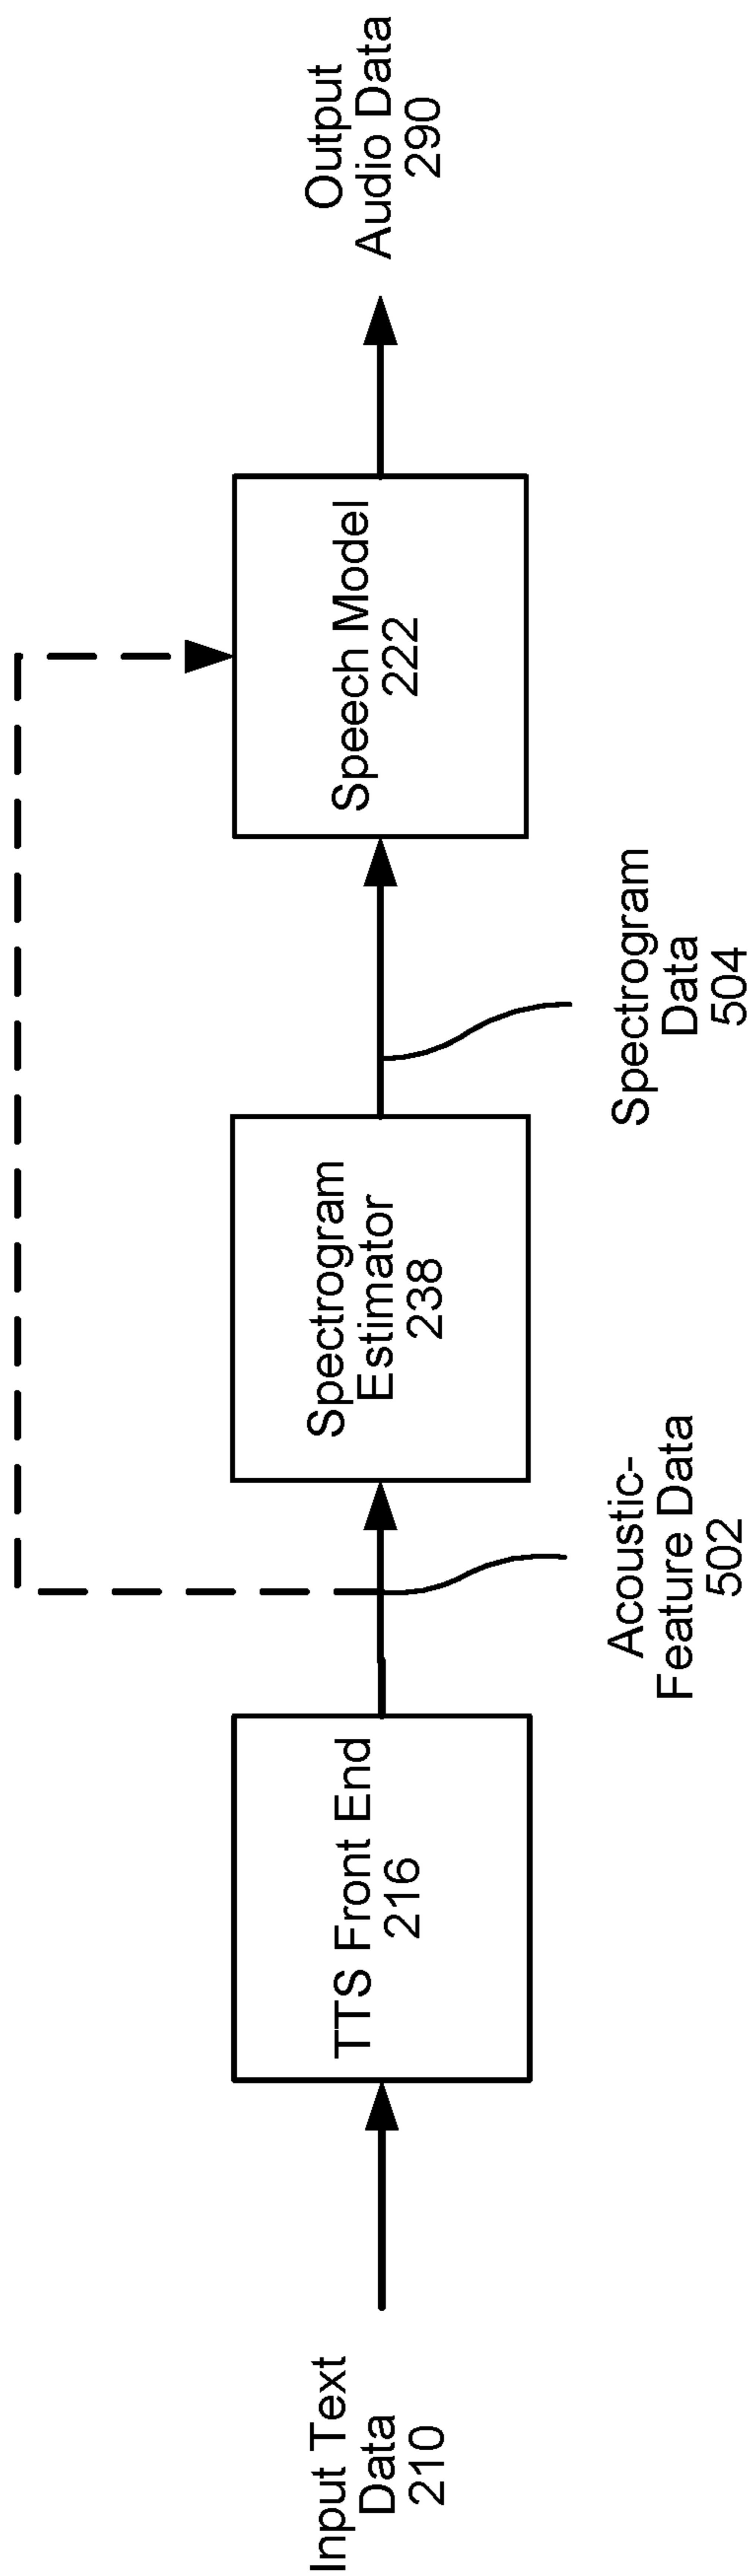 Input Text
Data
210
TTS Front End
216
Acoustic-
Feature Data
502
Spectrogram
Estimator
238
Spectrogram
Data
504
Speech Model
222
Output
Audio Data
290